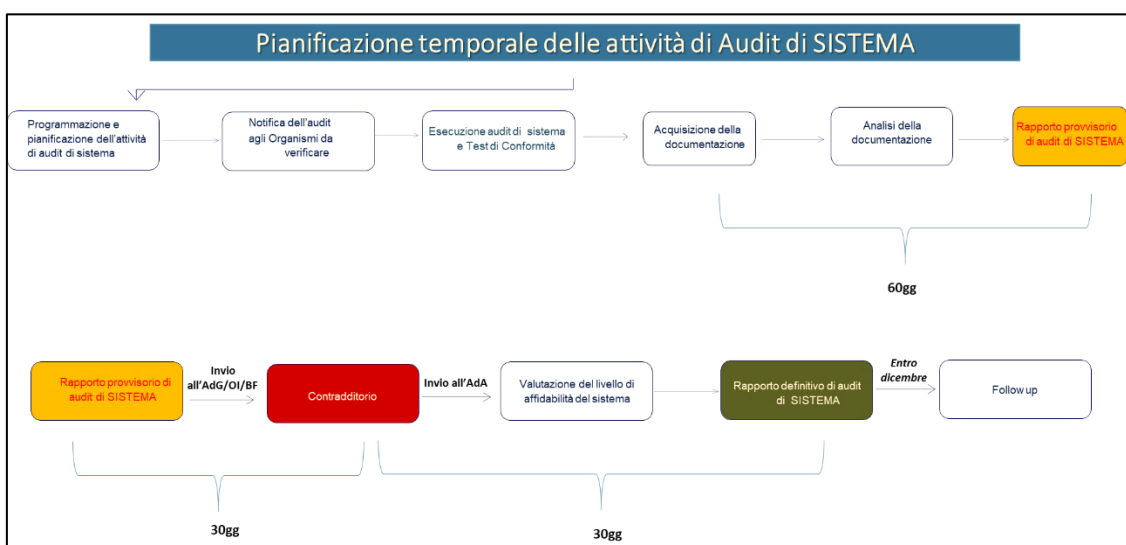 Pianificazione temporale delle attività di Audit di SISTEMA
Programmazione e
pianificazione dell'attività
di audit di sistema
Notifica dell'audit
agli Organismi da
verificare
Esecuzione audit di sistema
e Test di Conformità
Acquisizione della
documentazione
Analisi della
documentazione
Rapporto provvisorio
di audit di SISTEMA
60gg
Rapporto provvisorio di
audit di SISTEMA
Invio
all'AdG/OI/BF
Contradditorio
Invio all'AdA
Valutazione del livello di
affidabilità del sistema
Rapporto definitivo di audit
di SISTEMA
Entro
dicembre
Follow up
30gg
30gg